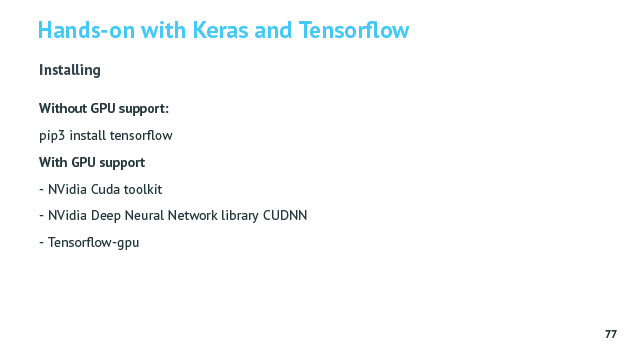 Hands-on with Keras and Tensorflow
Installing
Without GPU support:
pip3 install tensorflow
With GPU support
- NVidia Cuda toolkit
- NVidia Deep Neural Network library CUDNN
- Tensorflow-gpu
77